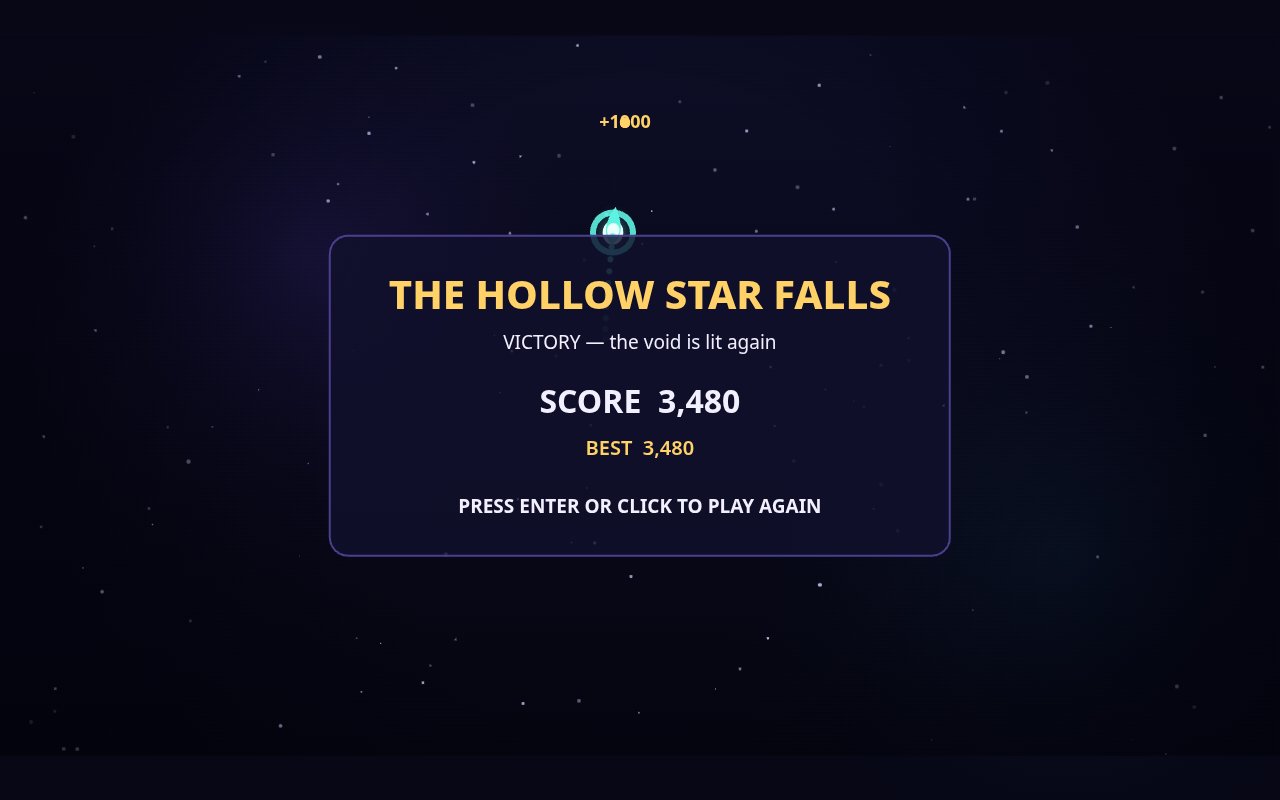 +1000
THE HOLLOW STAR FALLS
VICTORY — the void is lit again
SCORE 3,480
BEST 3,480
PRESS ENTER OR CLICK TO PLAY AGAIN